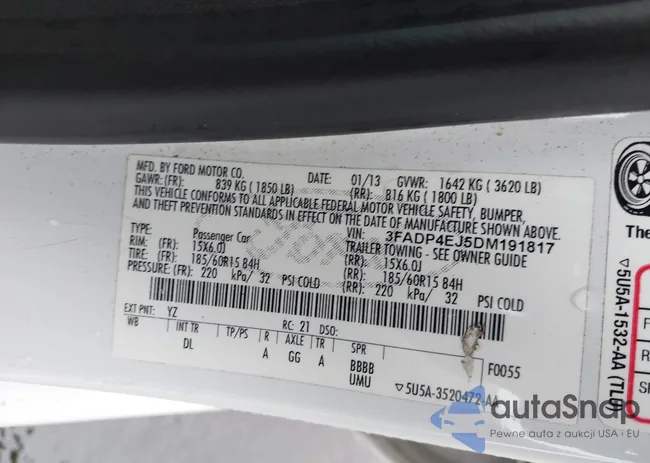 MFD. BY FORD MOTOR CO.
DATE: 01/13 GVWR: 1642 KG ( 3620 LB)
GAWR: (FR): 839 KG ( 1850 LB) (RR): 816 KG ( 1800 LB)
THIS VEHICLE CONFORMS TO ALL APPLICABLE FEDERAL MOTOR VEHICLE SAFETY, BUMPER,
AND THEFT PREVENTION STANDARDS IN EFFECT ON THE DATE OF MANUFACTURE SHOWN ABOVE.
VIN: 3FADP4EJ5DM191817
TYPE: Passenger Car TRAILER TOWING - SEE OWNER GUIDE
RIM: 15X6.0J (RR): 15X6.0J
TIRE: (FR): 185/60R15 84H (RR): 185/60R15 84H
PRESSURE: (FR): 220 kPa/ 32 PSI COLD (RR): 220 kPa/ 32 PSI COLD
EXT PNT: YZ RC: 21 DSO: F0055
WB INT TR TP/PS R AXLE TR SPR
DL A GG A BBBB
UMU
5U5A-3520472-AA
The
5U5A-1532-AA (TLU)
F
R
autoSnap
Pewne auta z aukcji USA i EU